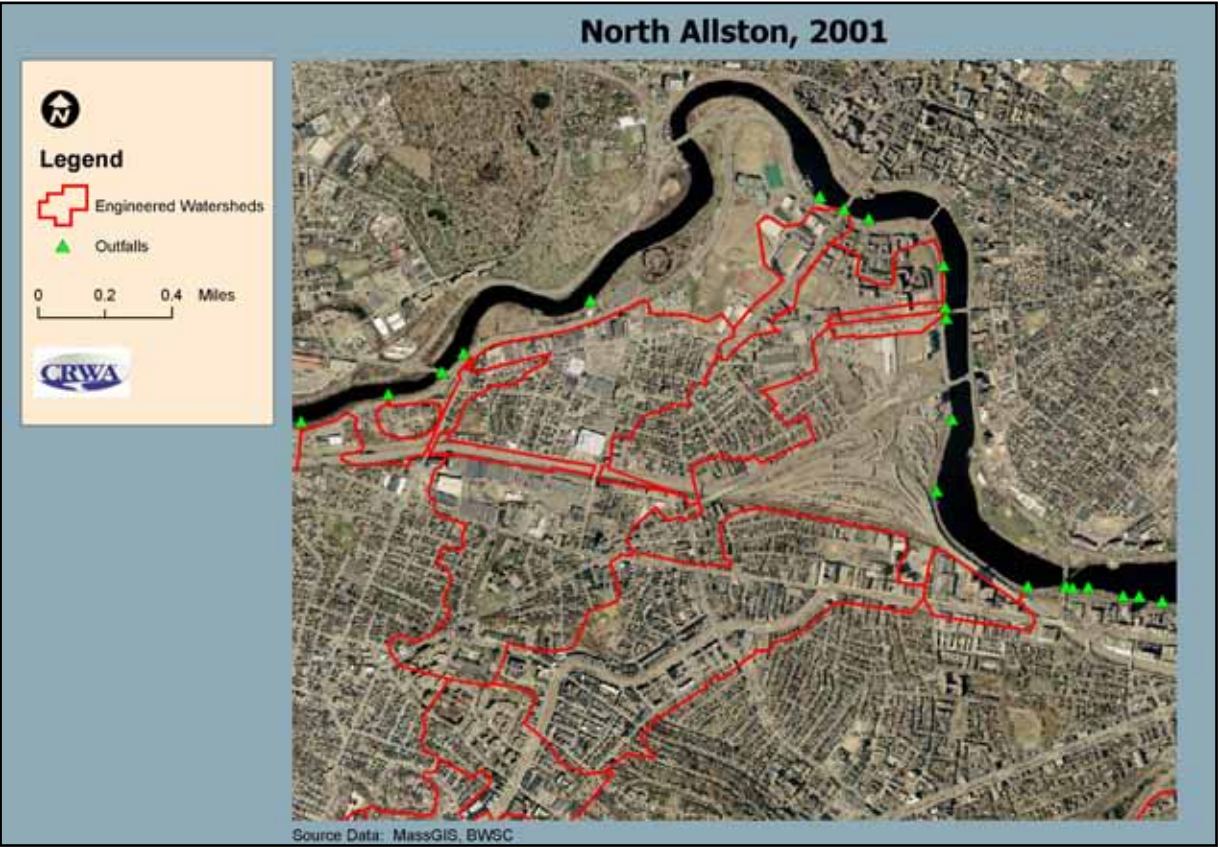 North Allston, 2001
N
Legend
Engineered Watersheds
Outfalls
0 0.2 0.4 Miles
CRWA
Source Data: MassGIS, BWSC